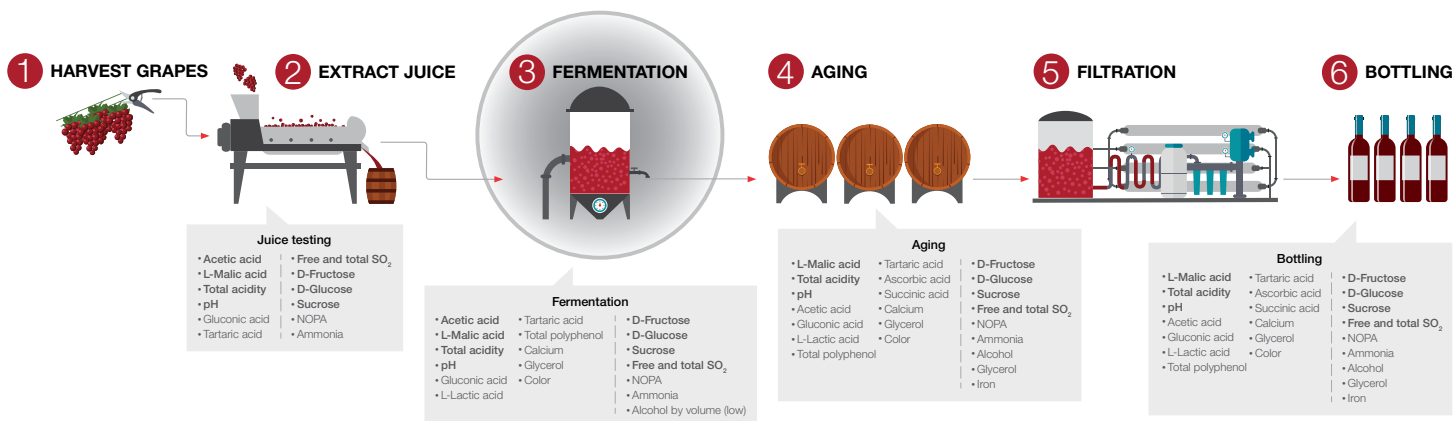 1 HARVEST GRAPES
2 EXTRACT JUICE
3 FERMENTATION
4 AGING
5 FILTRATION
6 BOTTLING
Juice testing
• Acetic acid
• L-Malic acid
• Total acidity
• pH
• Gluconic acid
• Tartaric acid
• Free and total SO₂
• D-Fructose
• D-Glucose
• Sucrose
• NOPA
• Ammonia
Fermentation
• Acetic acid
• L-Malic acid
• Total acidity
• pH
• Gluconic acid
• L-Lactic acid
• Tartaric acid
• Total polyphenol
• Calcium
• Glycerol
• Color
• D-Fructose
• D-Glucose
• Sucrose
• Free and total SO₂
• NOPA
• Ammonia
• Alcohol by volume (low)
Aging
• L-Malic acid
• Total acidity
• pH
• Acetic acid
• Gluconic acid
• L-Lactic acid
• Total polyphenol
• Tartaric acid
• Ascorbic acid
• Succinic acid
• Calcium
• Glycerol
• Color
• D-Fructose
• D-Glucose
• Sucrose
• Free and total SO₂
• NOPA
• Ammonia
• Alcohol
• Glycerol
• Iron
Bottling
• L-Malic acid
• Total acidity
• pH
• Acetic acid
• Gluconic acid
• L-Lactic acid
• Total polyphenol
• Tartaric acid
• Ascorbic acid
• Succinic acid
• Calcium
• Glycerol
• Color
• D-Fructose
• D-Glucose
• Sucrose
• Free and total SO₂
• NOPA
• Ammonia
• Alcohol
• Glycerol
• Iron